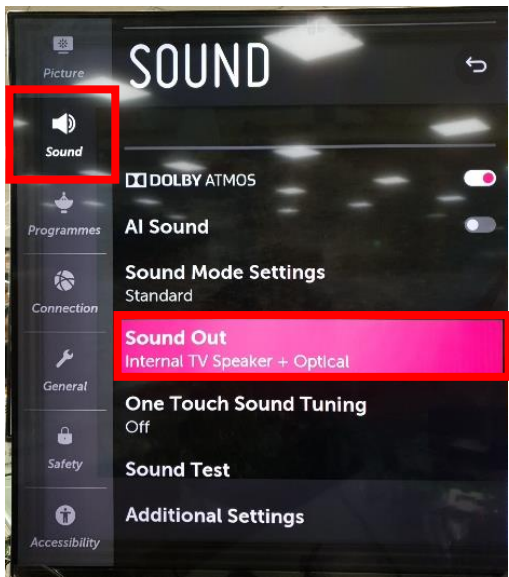 Picture
Sound
Programmes
Connection
General
Safety
Accessibility
SOUND
DOLBY ATMOS
AI Sound
Sound Mode Settings
Standard
Sound Out
Internal TV Speaker + Optical
One Touch Sound Tuning
Off
Sound Test
Additional Settings